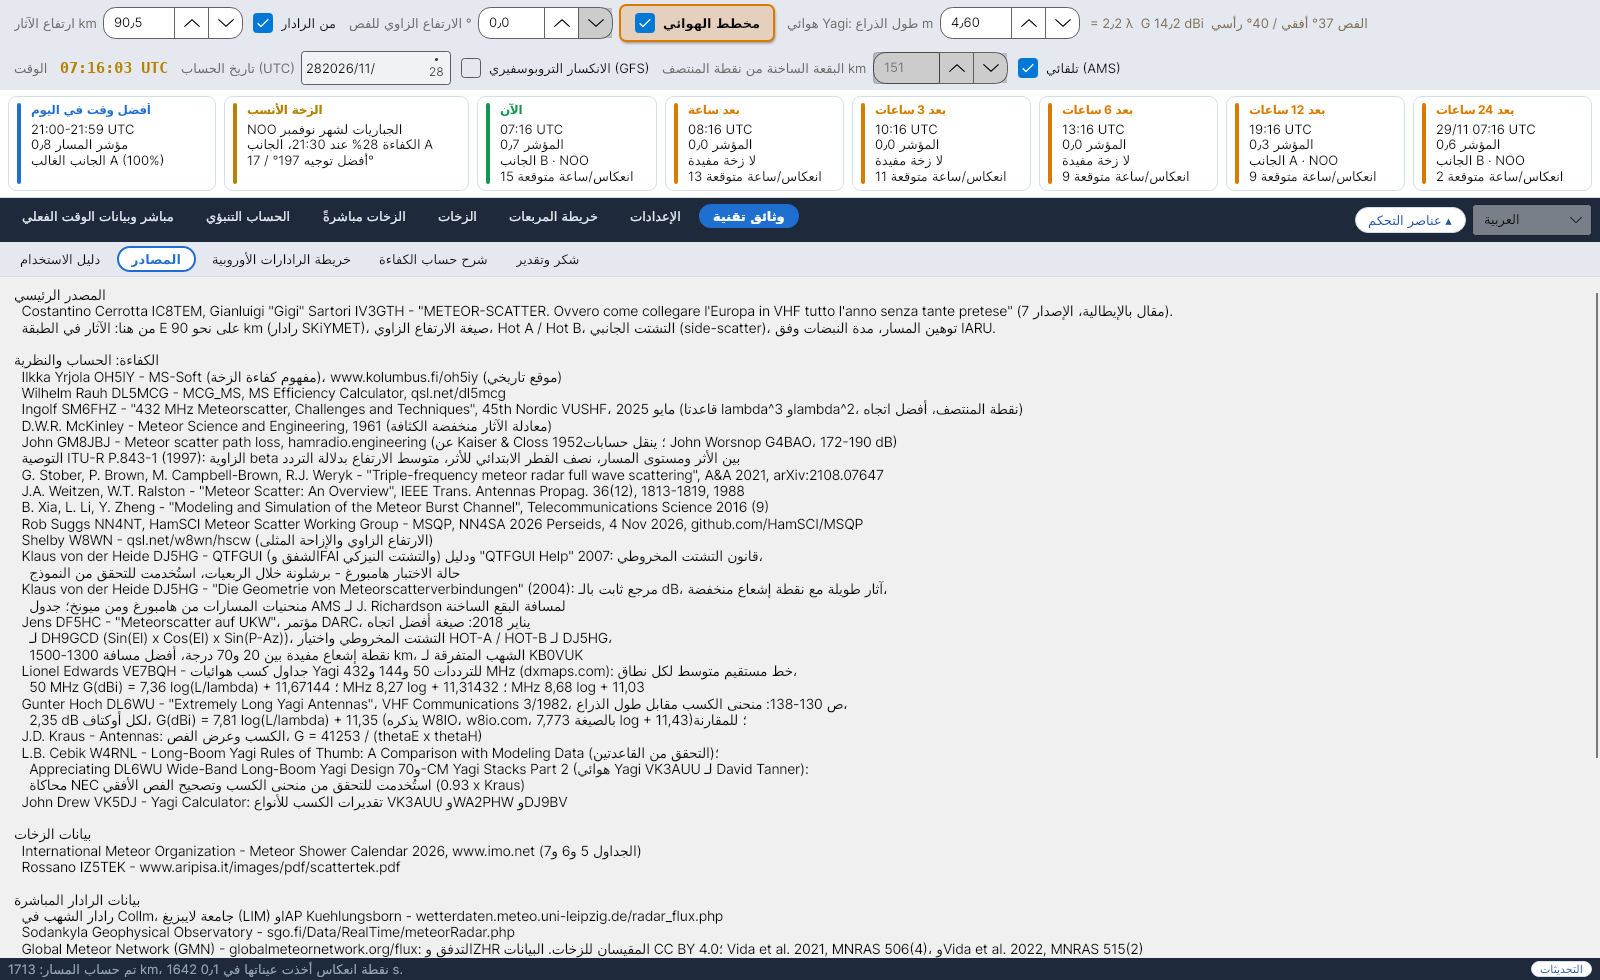 ارتفاع الآثار km 90٫5 من الرادار الارتفاع الزاوي للفص ° 0٫0 مخطط الهوائي هوائي Yagi: طول الذراع m 4٫60 = 2٫2 λ G 14٫2 dBi الفص 37° أفقي / 40° رأسي
الوقت 07:16:03 UTC تاريخ الحساب (UTC) 282026/11/ 28 الانكسار التروبوسفيري (GFS) البقعة الساخنة من نقطة المنتصف km 151 تلقائي (AMS)
أفضل وقت في اليوم
21:00-21:59 UTC
مؤشر المسار 0٫8
الجانب الغالب A (100%)
الزخة الأنسب
الجباريات لشهر نوفمبر NOO
الكفاءة 28% عند 21:30، الجانب A
أفضل توجيه 197° / 17°
الآن
07:16 UTC
المؤشر 0٫7
الجانب B · NOO
انعكاس/ساعة متوقعة 15
بعد ساعة
08:16 UTC
المؤشر 0٫0
لا زخة مفيدة
انعكاس/ساعة متوقعة 13
بعد 3 ساعات
10:16 UTC
المؤشر 0٫0
لا زخة مفيدة
انعكاس/ساعة متوقعة 11
بعد 6 ساعات
13:16 UTC
المؤشر 0٫0
لا زخة مفيدة
انعكاس/ساعة متوقعة 9
بعد 12 ساعات
19:16 UTC
المؤشر 0٫3
الجانب A · NOO
انعكاس/ساعة متوقعة 9
بعد 24 ساعات
29/11 07:16 UTC
المؤشر 0٫6
الجانب B · NOO
انعكاس/ساعة متوقعة 2
مباشر وبيانات الوقت الفعلي الحساب التنبؤي الزخات مباشرةً الزخات خريطة المربعات الإعدادات وثائق تقنية ▴ عناصر التحكم العربية
دليل الاستخدام المصادر خريطة الرادارات الأوروبية شرح حساب الكفاءة شكر وتقدير
المصدر الرئيسي
Costantino Cerrotta IC8TEM, Gianluigi "Gigi" Sartori IV3GTH - "METEOR-SCATTER. Ovvero come collegare l'Europa in VHF tutto l'anno senza tante pretese" (مقال بالإيطالية، الإصدار 7).
من هنا: الآثار في الطبقة E على نحو 90 km (رادار SKiYMET)، صيغة الارتفاع الزاوي، Hot A / Hot B، التشتت الجانبي (side-scatter)، توهين المسار، مدة النبضات وفق IARU.
الكفاءة: الحساب والنظرية
Ilkka Yrjola OH5IY - MS-Soft (مفهوم كفاءة الزخة)، www.kolumbus.fi/oh5iy (موقع تاريخي)
Wilhelm Rauh DL5MCG - MCG_MS, MS Efficiency Calculator, qsl.net/dl5mcg
Ingolf SM6FHZ - "432 MHz Meteorscatter, Challenges and Techniques", 45th Nordic VUSHF، مايو 2025 (قاعدتا lambda^3 وlambda^2، نقطة المنتصف، أفضل اتجاه)
D.W.R. McKinley - Meteor Science and Engineering, 1961 (معادلة الآثار منخفضة الكثافة)
John GM8JBJ - Meteor scatter path loss, hamradio.engineering (عن Kaiser & Closs 1952؛ ينقل حسابات John Worsnop G4BAO، 172-190 dB)
التوصية ITU-R P.843-1 (1997): الزاوية beta بين الأثر ومستوى المسار، نصف القطر الابتدائي للأثر، متوسط الارتفاع بدلالة التردد
G. Stober, P. Brown, M. Campbell-Brown, R.J. Weryk - "Triple-frequency meteor radar full wave scattering", A&A 2021, arXiv:2108.07647
J.A. Weitzen, W.T. Ralston - "Meteor Scatter: An Overview", IEEE Trans. Antennas Propag. 36(12), 1813-1819, 1988
B. Xia, L. Li, Y. Zheng - "Modeling and Simulation of the Meteor Burst Channel", Telecommunications Science 2016 (9)
Rob Suggs NN4NT, HamSCI Meteor Scatter Working Group - MSQP, NN4SA 2026 Perseids, 4 Nov 2026, github.com/HamSCI/MSQP
Shelby W8WN - qsl.net/w8wn/hscw (الارتفاع الزاوي والإزاحة المثلى)
Klaus von der Heide DJ5HG - QTFGUI (الشفق وFAI والتشتت النيزكي) ودليل "QTFGUI Help" 2007: قانون التشتت المخروطي،
حالة الاختبار هامبورغ - برشلونة خلال الربعيات، استُخدمت للتحقق من النموذج
Klaus von der Heide DJ5HG - "Die Geometrie von Meteorscatterverbindungen" (2004): مرجع ثابت بالـ dB، آثار طويلة مع نقطة إشعاع منخفضة،
منحنيات المسارات من هامبورغ ومن ميونخ؛ جدول AMS لـ J. Richardson لمسافة البقع الساخنة
Jens DF5HC - "Meteorscatter auf UKW"، مؤتمر DARC، يناير 2018: صيغة أفضل اتجاه
لـ DH9GCD (Sin(El) x Cos(El) x Sin(P-Az))، التشتت المخروطي واختيار HOT-A / HOT-B لـ DJ5HG،
نقطة إشعاع مفيدة بين 20 و70 درجة، أفضل مسافة 1300-1500 km، الشهب المتفرقة لـ KB0VUK
Lionel Edwards VE7BQH - جداول كسب هوائيات Yagi للترددات 50 و144 و432 MHz (dxmaps.com): خط مستقيم متوسط لكل نطاق،
50 MHz G(dBi) = 7,36 log(L/lambda) + 11,67؛ 144 MHz 8,27 log + 11,31؛ 432 MHz 8,68 log + 11,03
Gunter Hoch DL6WU - "Extremely Long Yagi Antennas"، VHF Communications 3/1982، ص 130-138: منحنى الكسب مقابل طول الذراع،
2,35 dB لكل أوكتاف، G(dBi) = 7,81 log(L/lambda) + 11,35 (يذكره W8IO، w8io.com، بالصيغة 7,773 log + 11,43)؛ للمقارنة
J.D. Kraus - Antennas: الكسب وعرض الفص، G = 41253 / (thetaE x thetaH)
L.B. Cebik W4RNL - Long-Boom Yagi Rules of Thumb: A Comparison with Modeling Data (التحقق من القاعدتين)؛
Appreciating DL6WU Wide-Band Long-Boom Yagi Design و70-CM Yagi Stacks Part 2 (هوائي Yagi VK3AUU لـ David Tanner):
محاكاة NEC استُخدمت للتحقق من منحنى الكسب وتصحيح الفص الأفقي (0.93 x Kraus)
John Drew VK5DJ - Yagi Calculator: تقديرات الكسب للأنواع VK3AUU وWA2PHW وDJ9BV
بيانات الزخات
International Meteor Organization - Meteor Shower Calendar 2026, www.imo.net (الجداول 5 و6 و7)
Rossano IZ5TEK - www.aripisa.it/images/pdf/scattertek.pdf
بيانات الرادار المباشرة
رادار الشهب في Collm، جامعة لايبزيغ (LIM) وIAP Kuehlungsborn - wetterdaten.meteo.uni-leipzig.de/radar_flux.php
Sodankyla Geophysical Observatory - sgo.fi/Data/RealTime/meteorRadar.php
Global Meteor Network (GMN) - globalmeteornetwork.org/flux: التدفق وZHR المقيسان للزخات. البيانات CC BY 4.0؛ Vida et al. 2021, MNRAS 506(4)، وVida et al. 2022, MNRAS 515(2)
تم حساب المسار: 1713 km، 1642 نقطة انعكاس أخذت عيناتها في 0٫1 s. التحديثات